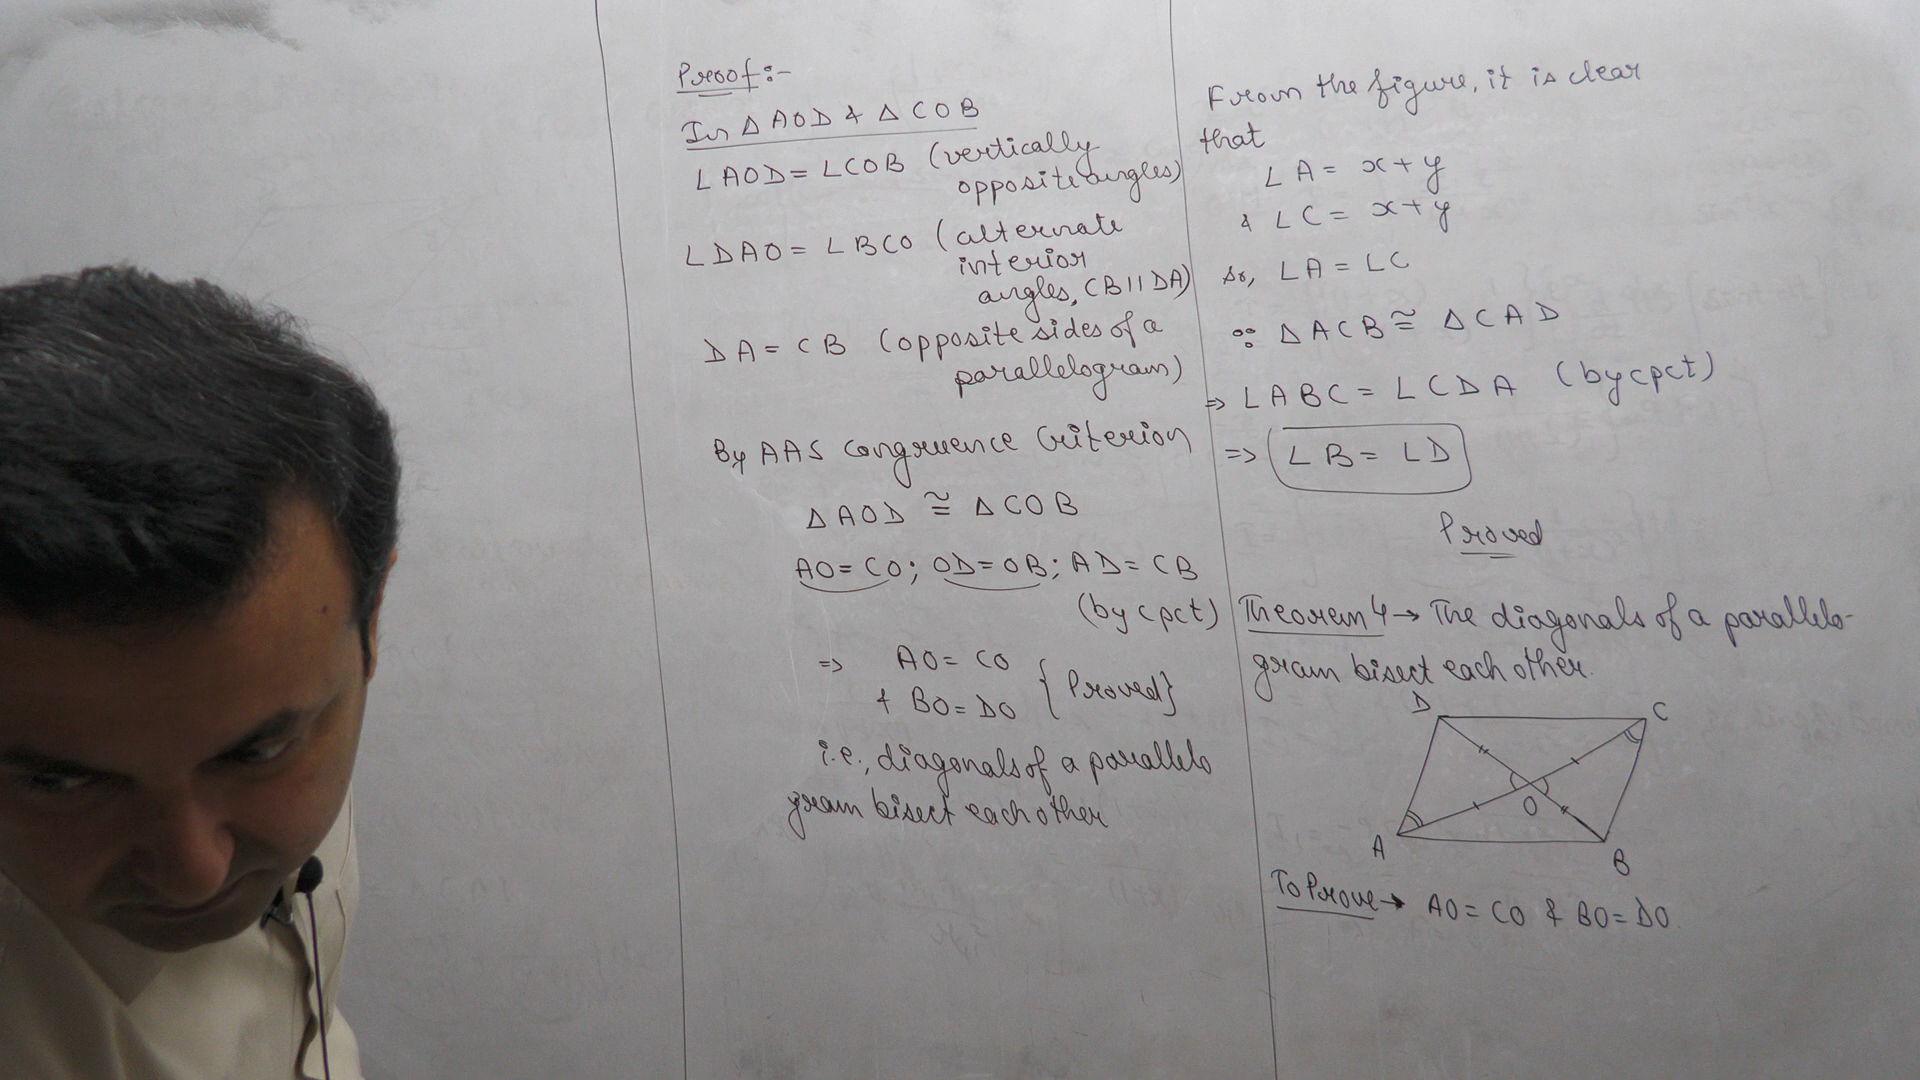 Proof:-
In △AOD & △COB
∠AOD = ∠COB (vertically
opposite angles)
∠DAO = ∠BCO (alternate
interior
angles, CB || DA)
DA = CB (opposite sides of a
parallelogram)
By AAS congruence Criterion
△AOD ≅ △COB
AO = CO; OD = OB; AD = CB
(by cpct)
⇒ AO = CO
& BO = DO {Proved}
i.e., diagonals of a parallelo
gram bisect each other
From the figure, it is clear
that
∠A = x + y
& ∠C = x + y
So, ∠A = ∠C
∵ △ACB ≅ △CAD
⇒ ∠ABC = ∠CDA (by cpct)
⇒ ∠B = ∠D
Proved
Theorem 4 → The diagonals of a parallelo-
gram bisect each other.
D C
O
A B
To Prove → AO = CO & BO = DO